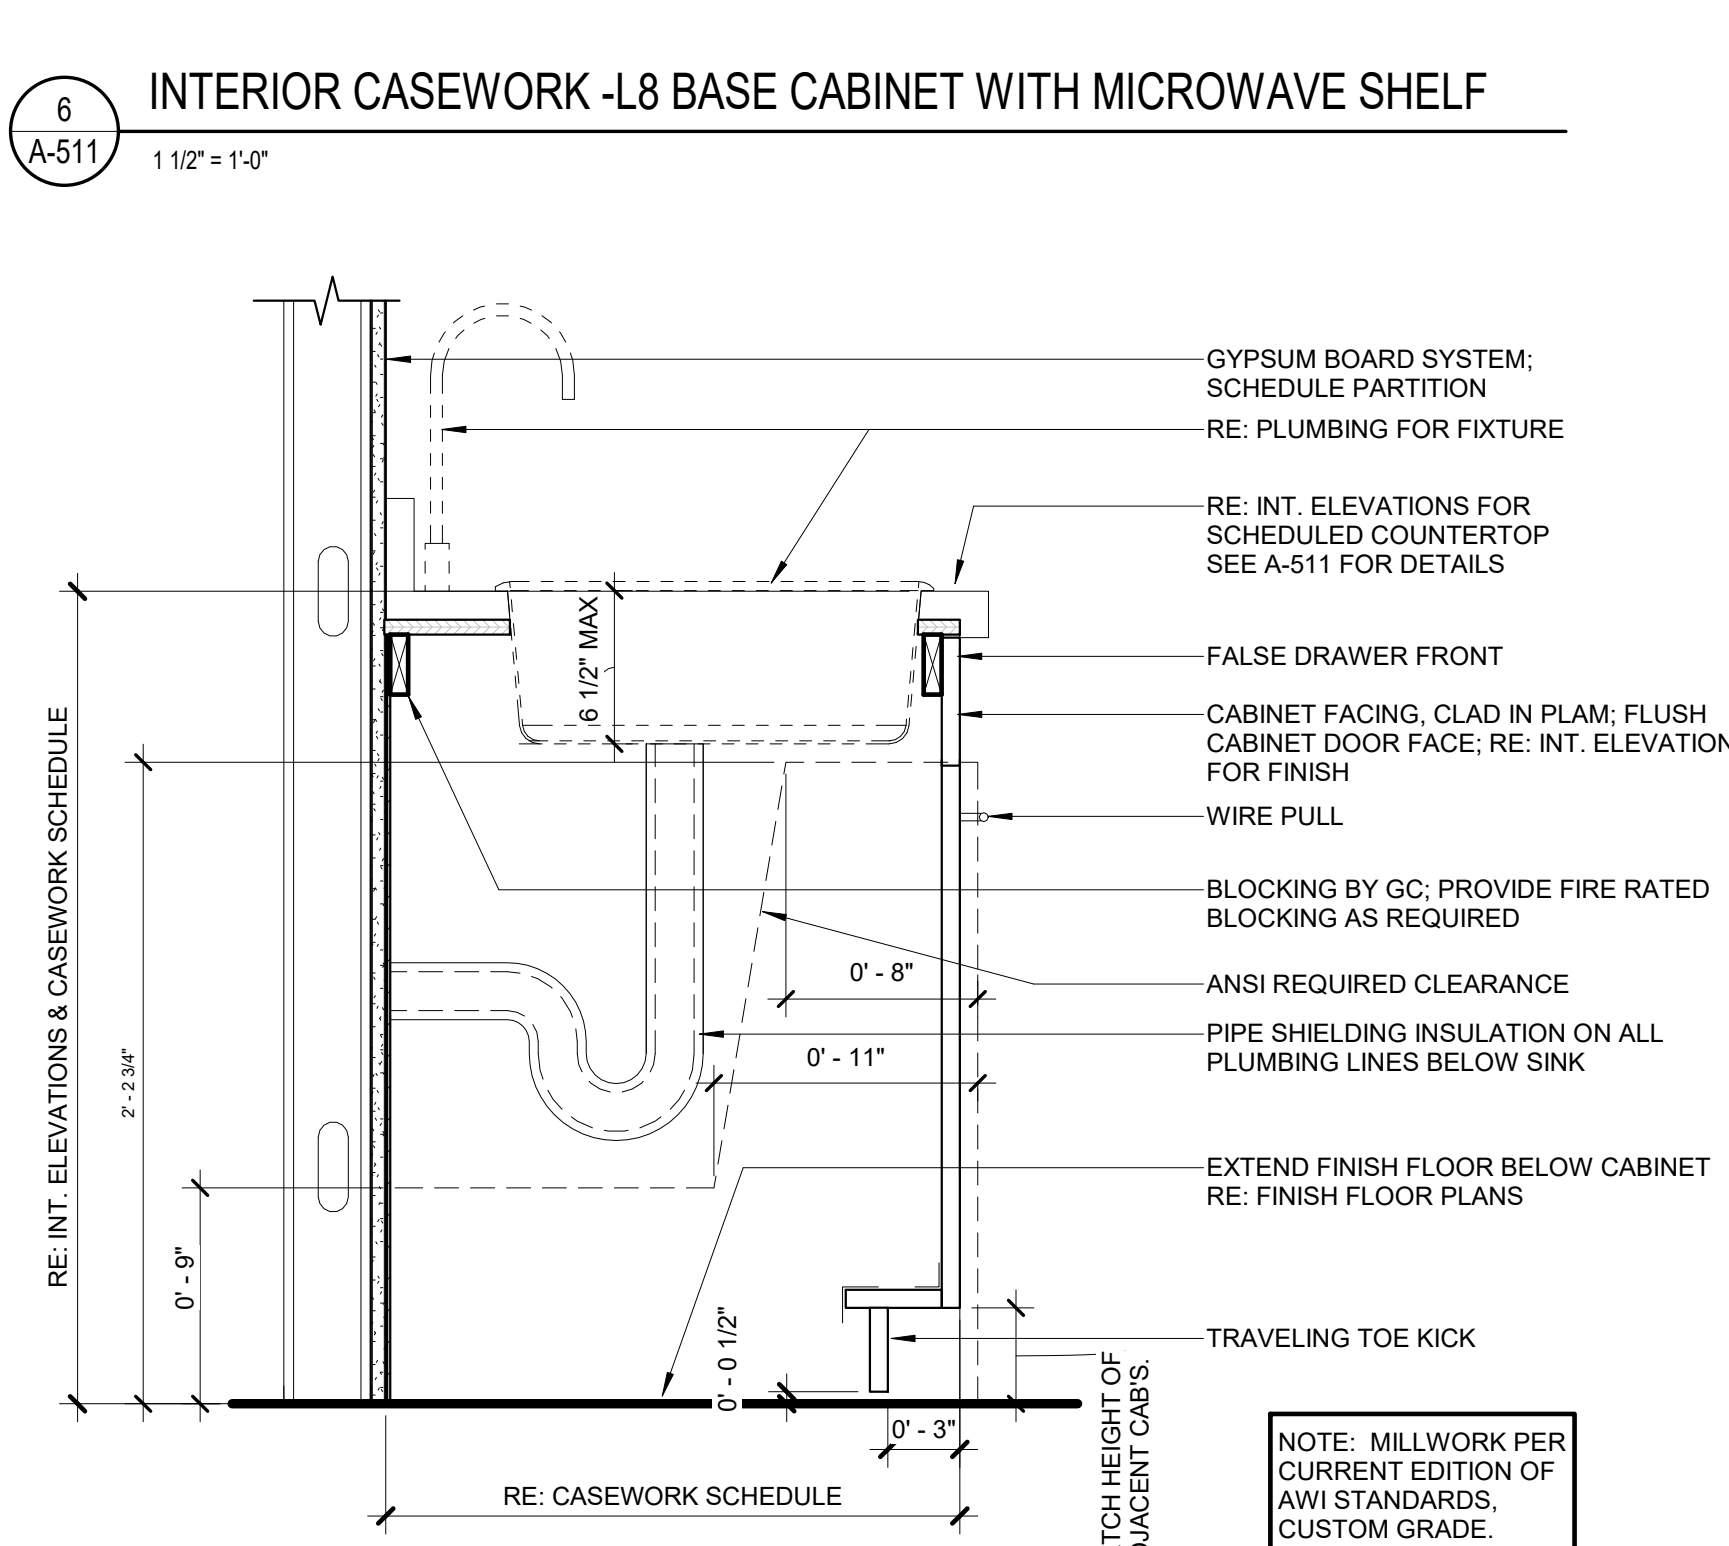 6
A-511
INTERIOR CASEWORK -L8 BASE CABINET WITH MICROWAVE SHELF
1 1/2" = 1'-0"
GYPSUM BOARD SYSTEM;
SCHEDULE PARTITION
RE: PLUMBING FOR FIXTURE
RE: INT. ELEVATIONS FOR
SCHEDULED COUNTERTOP
SEE A-511 FOR DETAILS
6 1/2" MAX
FALSE DRAWER FRONT
CABINET FACING, CLAD IN PLAM; FLUSH
CABINET DOOR FACE; RE: INT. ELEVATION
FOR FINISH
WIRE PULL
BLOCKING BY GC; PROVIDE FIRE RATED
BLOCKING AS REQUIRED
0' - 8"
ANSI REQUIRED CLEARANCE
PIPE SHIELDING INSULATION ON ALL
PLUMBING LINES BELOW SINK
0' - 11"
RE: INT. ELEVATIONS & CASEWORK SCHEDULE
2' - 2 3/4"
0' - 9"
EXTEND FINISH FLOOR BELOW CABINET
RE: FINISH FLOOR PLANS
0' - 0 1/2"
TRAVELING TOE KICK
0' - 3"
TCH HEIGHT OF
DJACENT CAB'S.
RE: CASEWORK SCHEDULE
NOTE: MILLWORK PER
CURRENT EDITION OF
AWI STANDARDS,
CUSTOM GRADE.